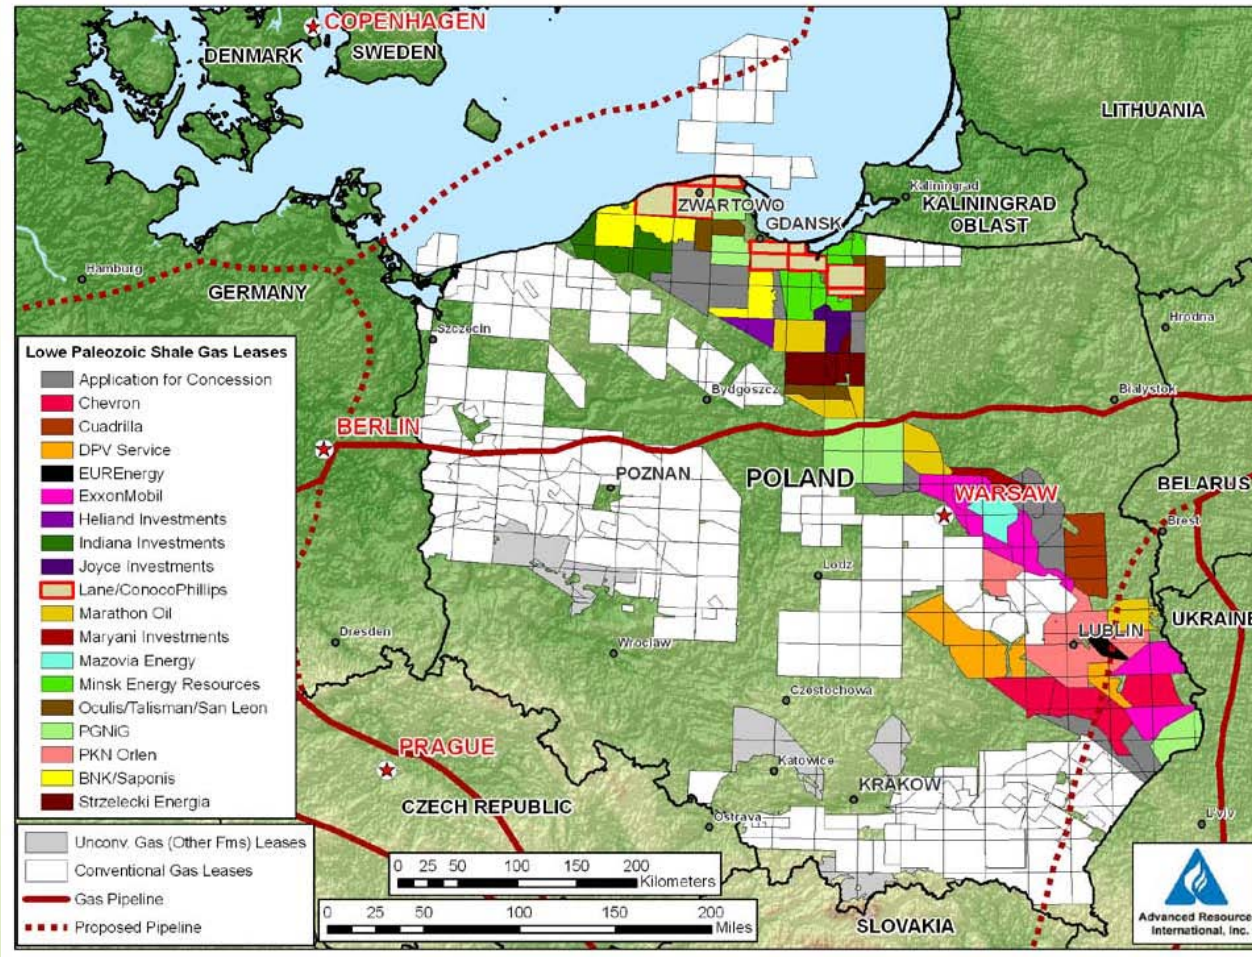 COPENHAGEN
DENMARK
SWEDEN
LITHUANIA
Kaliningrad
KALININGRAD
OBLAST
ZWARTOWO
GDANSK
Hamburg
GERMANY
Szczecin
Hrodna
Bydgoszcz
Bialystok
BERLIN
POZNAN
POLAND
WARSAW
BELARUS
Brest
Lodz
UKRAINE
LUBLIN
Dresden
Wroclaw
Czestochowa
PRAGUE
Katowice
KRAKOW
CZECH REPUBLIC
Ostrava
L'viv
SLOVAKIA
Lowe Paleozoic Shale Gas Leases
Application for Concession
Chevron
Cuadrilla
DPV Service
EUREnergy
ExxonMobil
Heliand Investments
Indiana Investments
Joyce Investments
Lane/ConocoPhillips
Marathon Oil
Maryani Investments
Mazovia Energy
Minsk Energy Resources
Oculis/Talisman/San Leon
PGNiG
PKN Orlen
BNK/Saponis
Strzelecki Energia
Unconv. Gas (Other Fms) Leases
Conventional Gas Leases
Gas Pipeline
Proposed Pipeline
0 25 50 100 150 200
Kilometers
0 25 50 100 150 200
Miles
Advanced Resource
International, Inc.